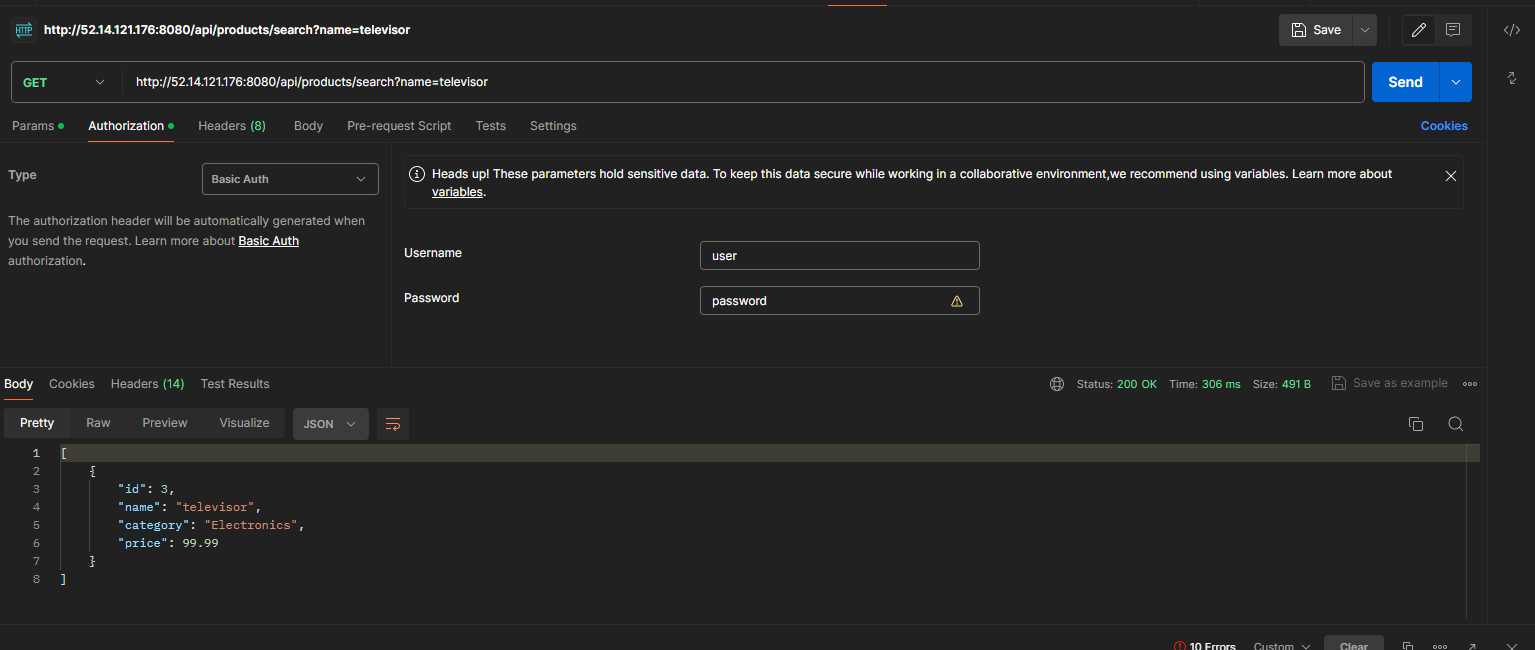 HTTP http://52.14.121.176:8080/api/products/search?name=televisor Save
GET http://52.14.121.176:8080/api/products/search?name=televisor Send
Params Authorization Headers (8) Body Pre-request Script Tests Settings Cookies
Type Basic Auth
The authorization header will be automatically generated when
you send the request. Learn more about Basic Auth
authorization.
Heads up! These parameters hold sensitive data. To keep this data secure while working in a collaborative environment,we recommend using variables. Learn more about
variables.
Username user
Password password
Body Cookies Headers (14) Test Results Status: 200 OK Time: 306 ms Size: 491 B Save as example
Pretty Raw Preview Visualize JSON
1 [
2 {
3 "id": 3,
4 "name": "televisor",
5 "category": "Electronics",
6 "price": 99.99
7 }
8 ]
10 Errors Custom Clear